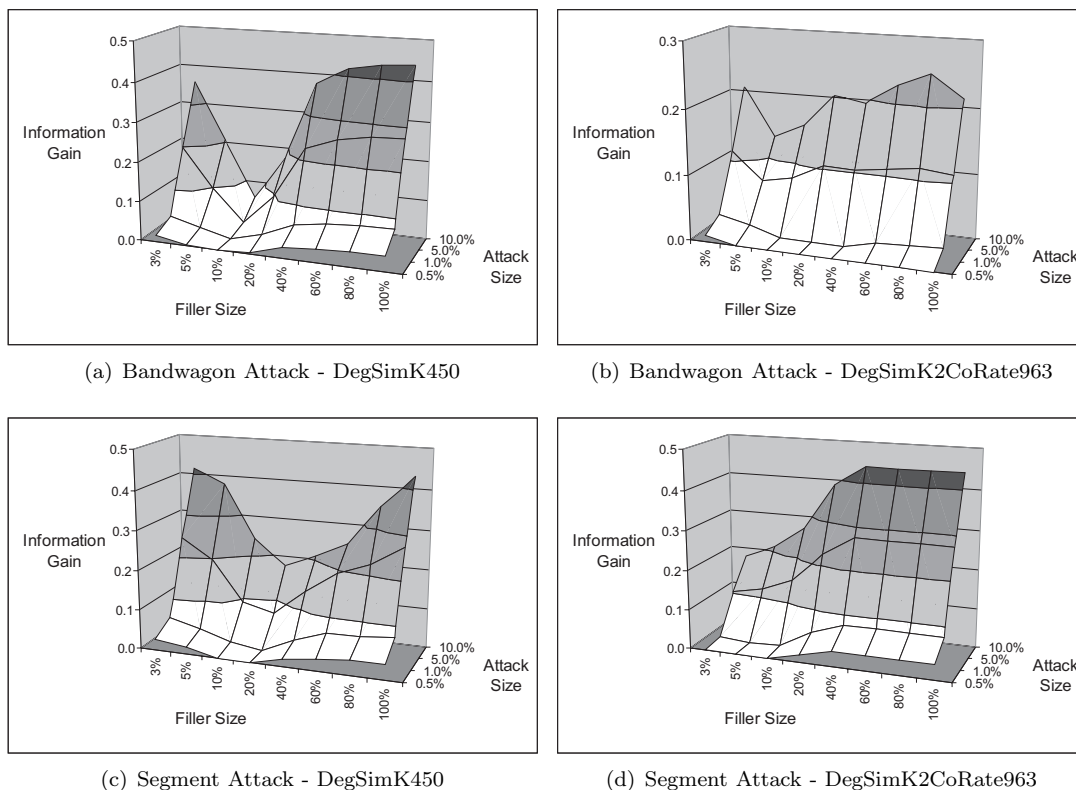 0.5
0.4
0.3
0.2
0.1
0.0
Information
Gain
3%
5%
10%
20%
40%
60%
80%
100%
Filler Size
10.0%
5.0%
1.0%
0.5%
Attack
Size
(a) Bandwagon Attack - DegSimK450
0.3
0.2
0.1
0.0
Information
Gain
3%
5%
10%
20%
40%
60%
80%
100%
Filler Size
10.0%
5.0%
1.0%
0.5%
Attack
Size
(b) Bandwagon Attack - DegSimK2CoRate963
0.5
0.4
0.3
0.2
0.1
0.0
Information
Gain
3%
5%
10%
20%
40%
60%
80%
100%
Filler Size
10.0%
5.0%
1.0%
0.5%
Attack
Size
(c) Segment Attack - DegSimK450
0.5
0.4
0.3
0.2
0.1
0.0
Information
Gain
3%
5%
10%
20%
40%
60%
80%
100%
Filler Size
10.0%
5.0%
1.0%
0.5%
Attack
Size
(d) Segment Attack - DegSimK2CoRate963